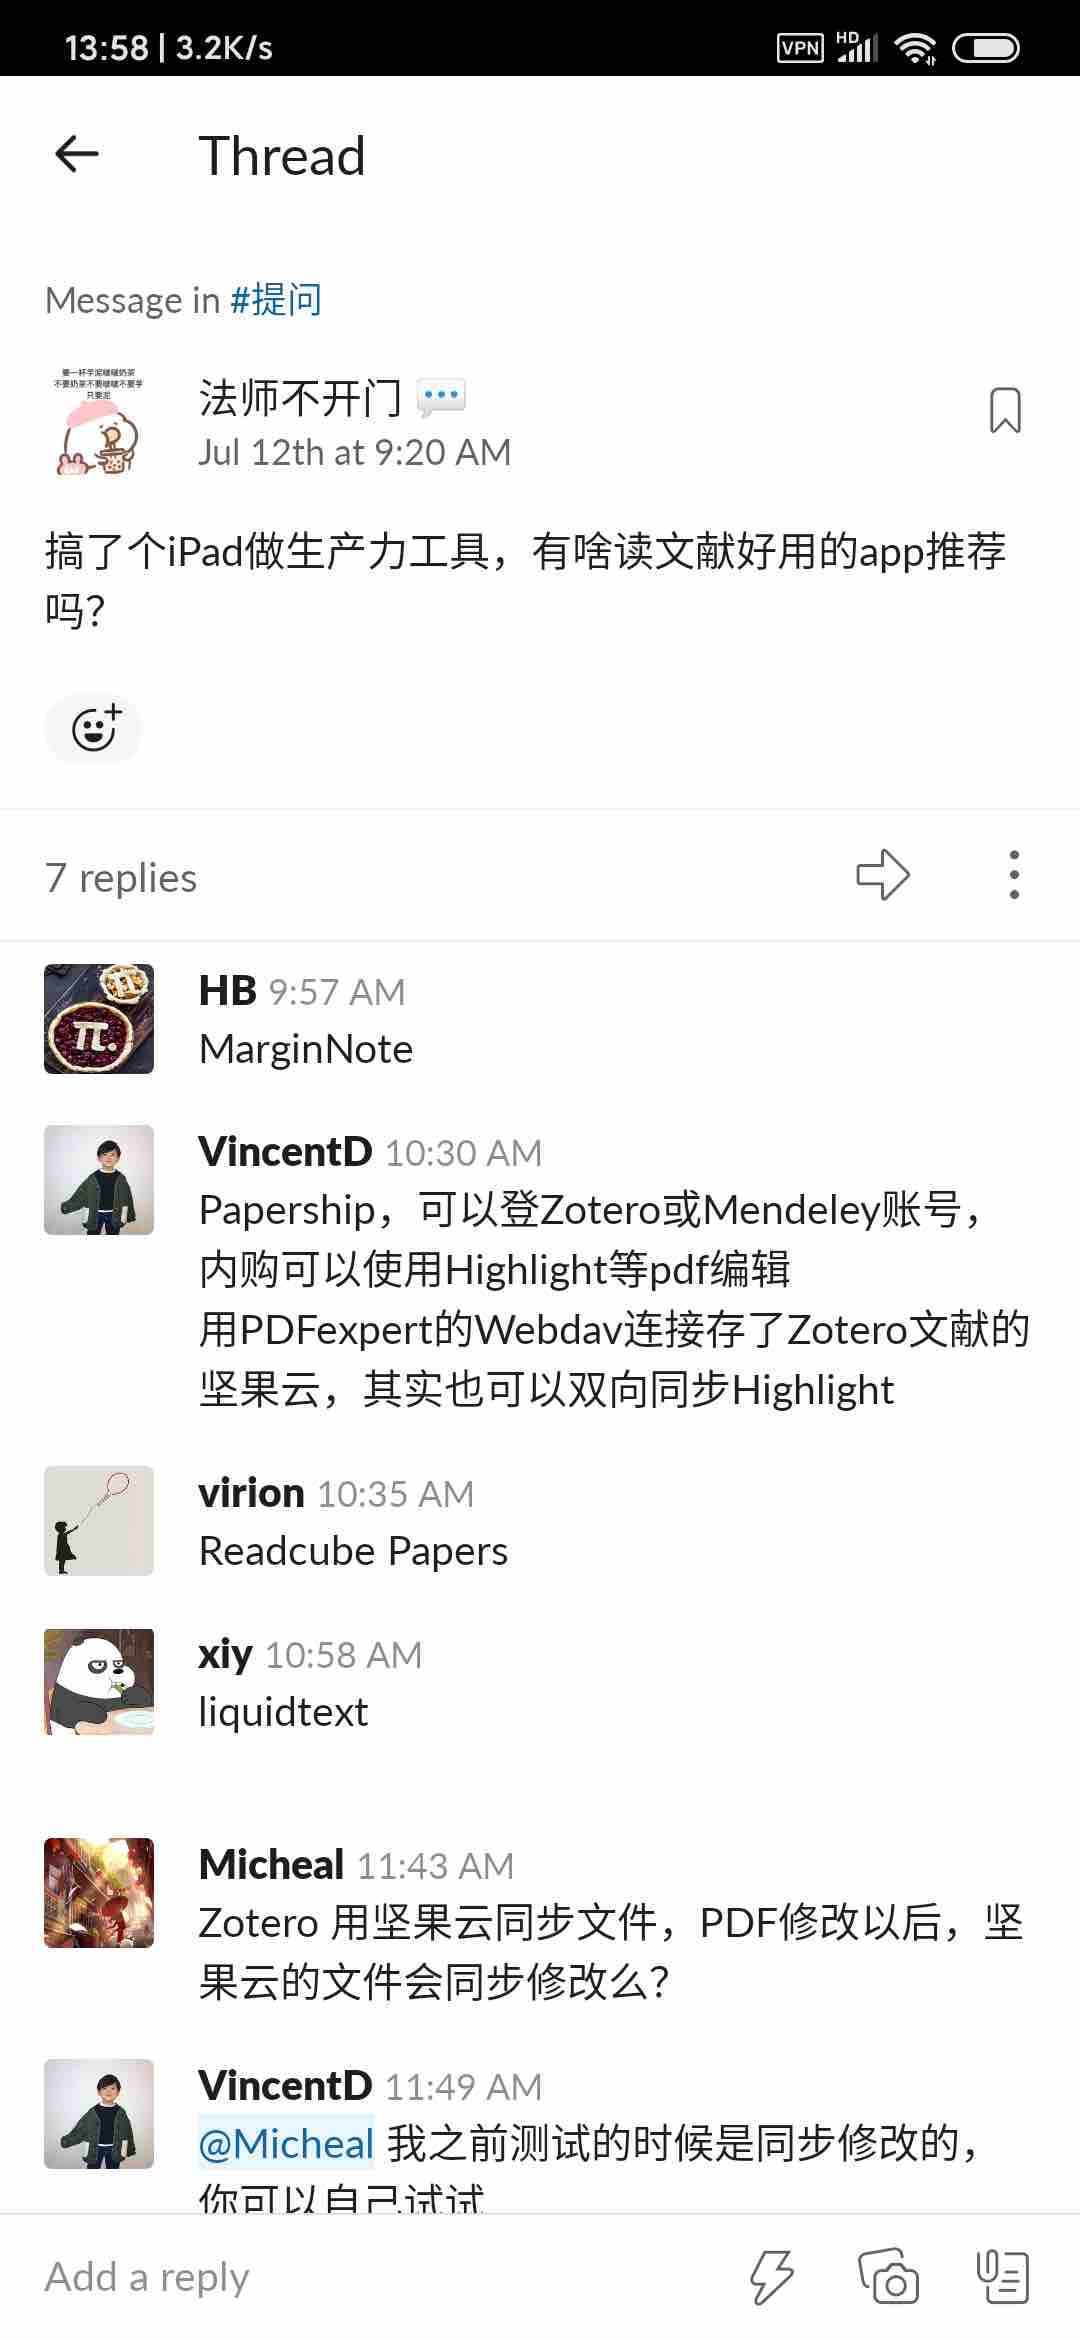 13:58 | 3.2K/s
VPN HD
Thread
Message in #提问
要一杯芋泥啵啵奶茶
不要奶茶不要啵啵不要芋
只要泥
法师不开门
Jul 12th at 9:20 AM
搞了个iPad做生产力工具，有啥读文献好用的app推荐
吗？
7 replies
HB 9:57 AM
MarginNote
VincentD 10:30 AM
Papership，可以登Zotero或Mendeley账号，
内购可以使用Highlight等pdf编辑
用PDFexpert的Webdav连接存了Zotero文献的
坚果云，其实也可以双向同步Highlight
virion 10:35 AM
Readcube Papers
xiy 10:58 AM
liquidtext
Micheal 11:43 AM
Zotero 用坚果云同步文件，PDF修改以后，坚
果云的文件会同步修改么？
VincentD 11:49 AM
@Micheal 我之前测试的时候是同步修改的，
你可以自己试试
Add a reply